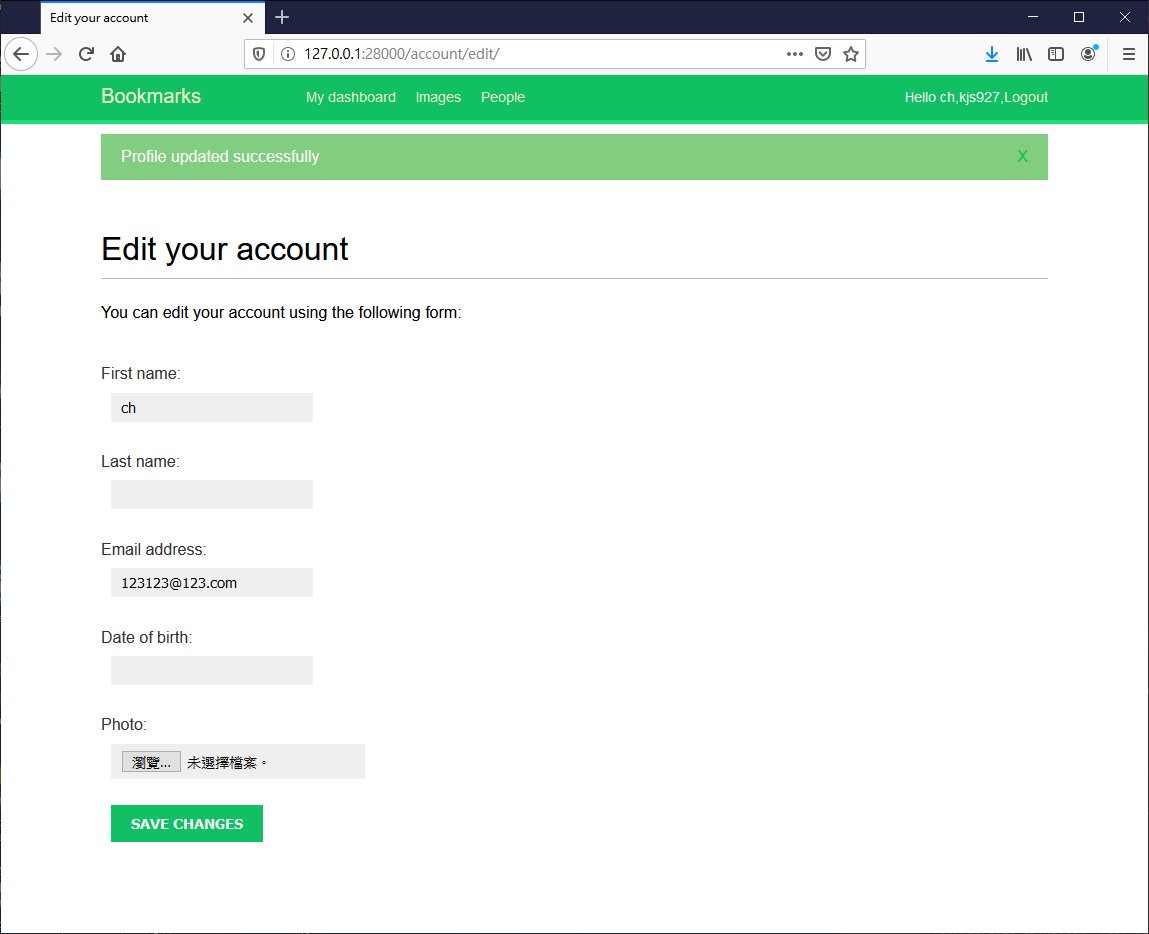 Edit your account
127.0.0.1:28000/account/edit/
Bookmarks My dashboard Images People Hello ch,kjs927,Logout
Profile updated successfully X
Edit your account
You can edit your account using the following form:
First name:
ch
Last name:
Email address:
123123@123.com
Date of birth:
Photo:
瀏覽... 未選擇檔案。
SAVE CHANGES